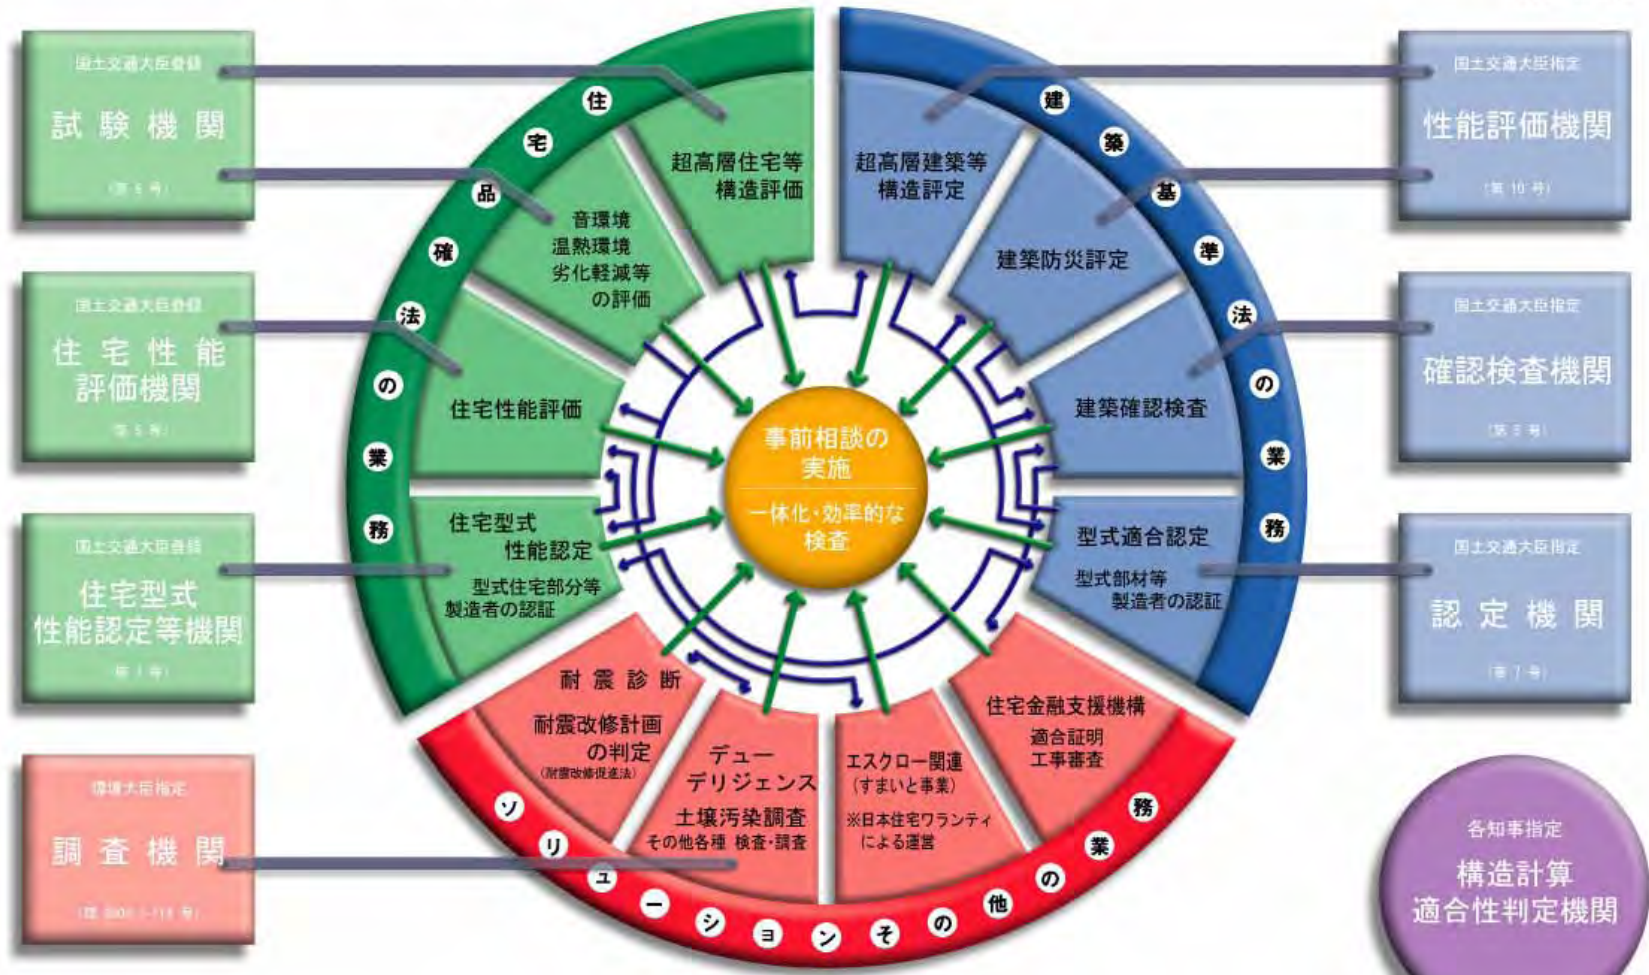 国土交通大臣登録
試験機関
国土交通大臣登録
住宅性能
評価機関
国土交通大臣登録
住宅型式
性能認定等機関
環境大臣指定
調査機関
住宅品確法の業務
超高層住宅等
構造評価
音環境
温熱環境
劣化軽減等
の評価
住宅性能評価
住宅型式
性能認定
型式住宅部分等
製造者の認証
建築基準法の業務
超高層建築等
構造評定
建築防災評定
建築確認検査
型式適合認定
型式部材等
製造者の認証
事前相談の
実施
一体化・効率的な
検査
耐震診断
耐震改修計画
の判定
(耐震改修促進法)
デュー
デリジェンス
土壌汚染調査
その他各種 検査・調査
エスクロー関連
(すまいと事業)
※日本住宅ワランティ
による運営
住宅金融支援機構
適合証明
工事審査
ソリューションその他の業務
国土交通大臣指定
性能評価機関
(第 10 号)
国土交通大臣指定
確認検査機関
国土交通大臣指定
認定機関
(第 7 号)
各知事指定
構造計算
適合性判定機関